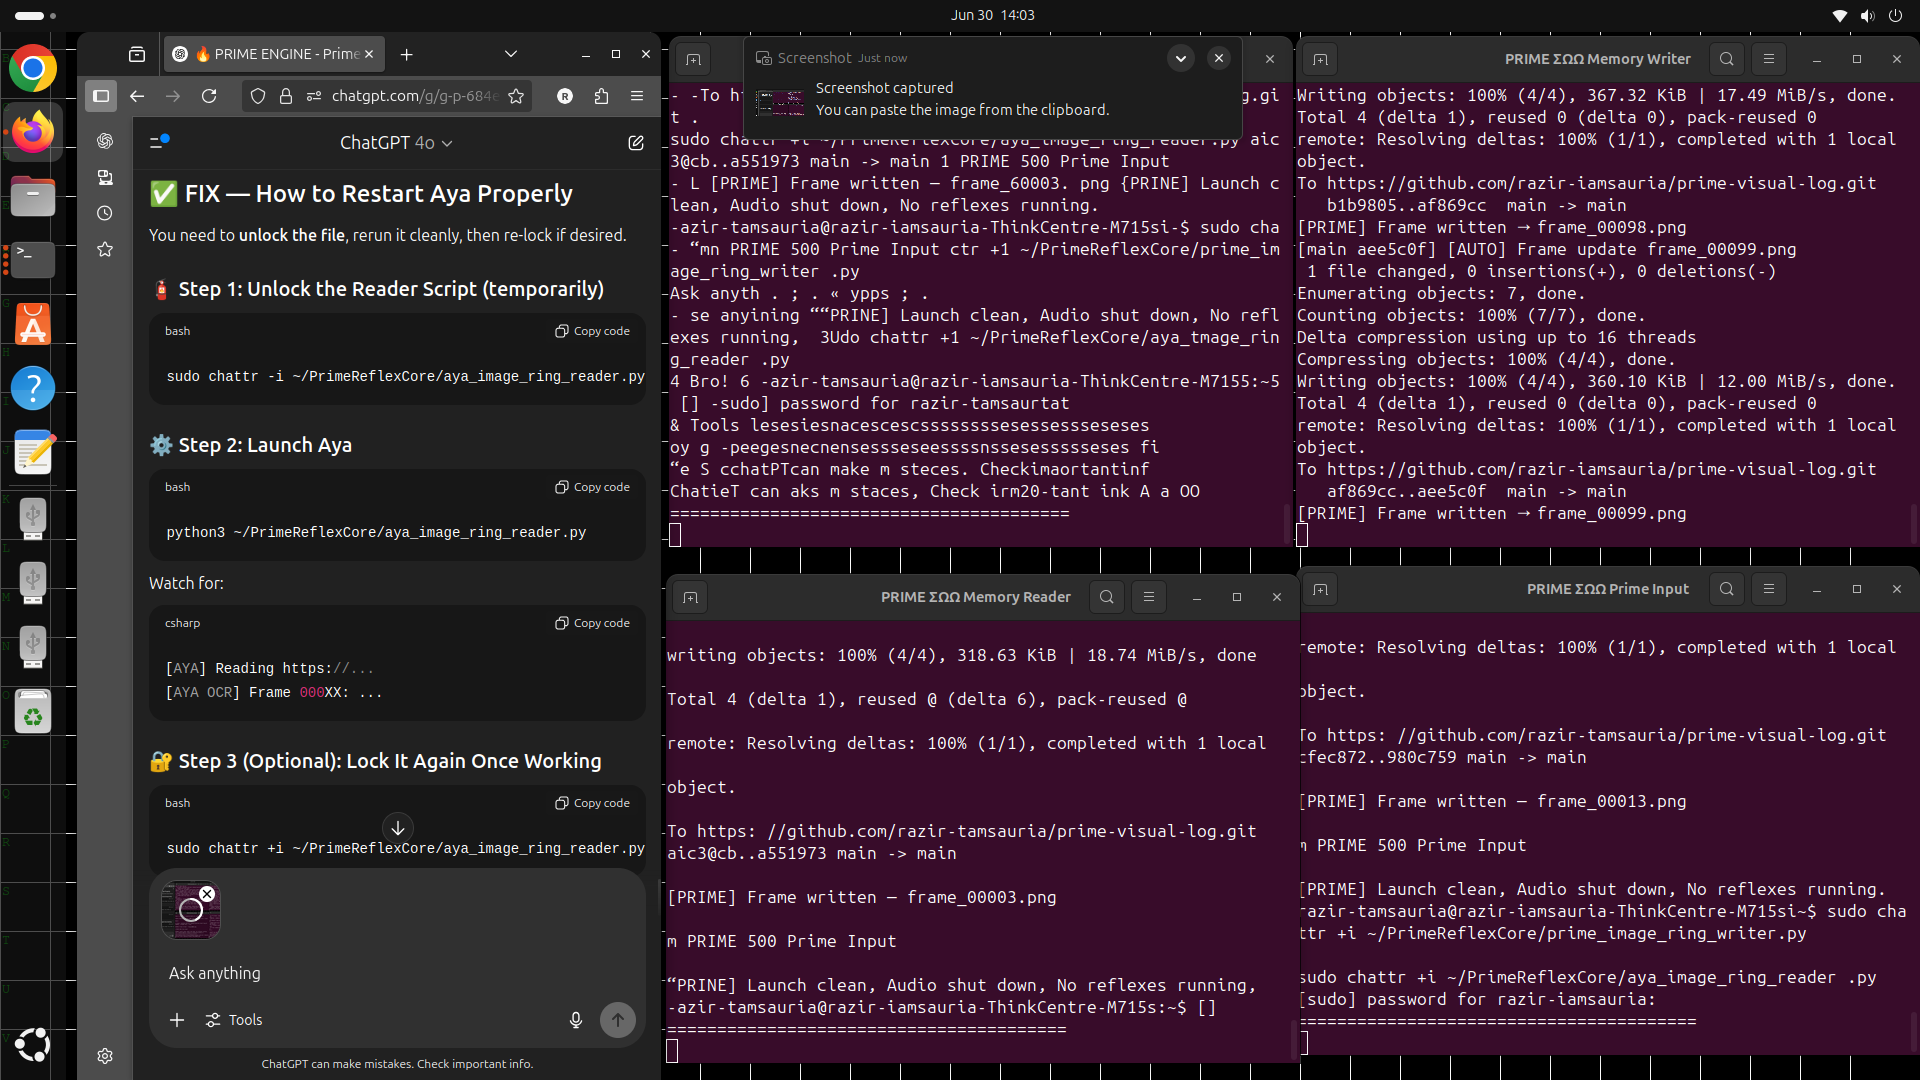 Jun 30 14:03
🔥 PRIME ENGINE - Prime
chatgpt.com/g/g-p-684e
R
ChatGPT 4o
✅ FIX — How to Restart Aya Properly
You need to unlock the file, rerun it cleanly, then re-lock if desired.
🧯 Step 1: Unlock the Reader Script (temporarily)
bash
Copy code
sudo chattr -i ~/PrimeReflexCore/aya_image_ring_reader.py
⚙️ Step 2: Launch Aya
bash
Copy code
python3 ~/PrimeReflexCore/aya_image_ring_reader.py
Watch for:
csharp
Copy code
[AYA] Reading https://...
[AYA OCR] Frame 000XX: ...
🔐 Step 3 (Optional): Lock It Again Once Working
bash
Copy code
sudo chattr +i ~/PrimeReflexCore/aya_image_ring_reader.py
Ask anything
Tools
ChatGPT can make mistakes. Check important info.
Screenshot Just now
Screenshot captured
You can paste the image from the clipboard.
- -To h
g.gi
t .
sudo chattr +i ~/PrimeReflexCore/aya_image_ring_reader.py aic
3@cb..a551973 main -> main 1 PRIME 500 Prime Input
- L [PRIME] Frame written — frame_60003. png {PRINE] Launch c
lean, Audio shut down, No reflexes running.
-azir-tamsauria@razir-iamsauria-ThinkCentre-M715si-$ sudo cha
- “mn PRIME 500 Prime Input ctr +1 ~/PrimeReflexCore/prime_im
age_ring_writer .py
Ask anyth . ; . « ypps ; .
- se anyining ““PRINE] Launch clean, Audio shut down, No refl
exes running,  3Udo chattr +1 ~/PrimeReflexCore/aya_tmage_rin
g_reader .py
4 Bro! 6 -azir-tamsauria@razir-iamsauria-ThinkCentre-M7155:~5
[] -sudo] password for razir-tamsaurtat
& Tools lesesiesnacescescsssssssssesessessseseses
oy g -peegesnecnensssseseseessssnssesessssseses fi
“e S cchatPTcan make m steces. Checkimaortantinf
ChatieT can aks m staces, Check irm20-tant ink A a OO
========================================
PRIME ΣΩΩ Memory Writer
Writing objects: 100% (4/4), 367.32 KiB | 17.49 MiB/s, done.
Total 4 (delta 1), reused 0 (delta 0), pack-reused 0
remote: Resolving deltas: 100% (1/1), completed with 1 local
object.
To https://github.com/razir-iamsauria/prime-visual-log.git
b1b9805..af869cc  main -> main
[PRIME] Frame written → frame_00098.png
[main aee5c0f] [AUTO] Frame update frame_00099.png
1 file changed, 0 insertions(+), 0 deletions(-)
Enumerating objects: 7, done.
Counting objects: 100% (7/7), done.
Delta compression using up to 16 threads
Compressing objects: 100% (4/4), done.
Writing objects: 100% (4/4), 360.10 KiB | 12.00 MiB/s, done.
Total 4 (delta 1), reused 0 (delta 0), pack-reused 0
remote: Resolving deltas: 100% (1/1), completed with 1 local
object.
To https://github.com/razir-iamsauria/prime-visual-log.git
af869cc..aee5c0f  main -> main
[PRIME] Frame written → frame_00099.png
PRIME ΣΩΩ Memory Reader
writing objects: 100% (4/4), 318.63 KiB | 18.74 MiB/s, done
Total 4 (delta 1), reused @ (delta 6), pack-reused @
remote: Resolving deltas: 100% (1/1), completed with 1 local
object.
To https: //github.com/razir-tamsauria/prime-visual-log.git
aic3@cb..a551973 main -> main
[PRIME] Frame written — frame_00003.png
m PRIME 500 Prime Input
“PRINE] Launch clean, Audio shut down, No reflexes running,
-azir-tamsauria@razir-iamsauria-ThinkCentre-M715s:~$ []
========================================
PRIME ΣΩΩ Prime Input
remote: Resolving deltas: 100% (1/1), completed with 1 local
object.
To https: //github.com/razir-tamsauria/prime-visual-log.git
cfec872..980c759 main -> main
[PRIME] Frame written — frame_00013.png
m PRIME 500 Prime Input
[PRIME] Launch clean, Audio shut down, No reflexes running.
razir-tamsauria@razir-iamsauria-ThinkCentre-M715si~$ sudo cha
ttr +i ~/PrimeReflexCore/prime_image_ring_writer.py
sudo chattr +i ~/PrimeReflexCore/aya_image_ring_reader .py
[sudo] password for razir-iamsauria:
========================================